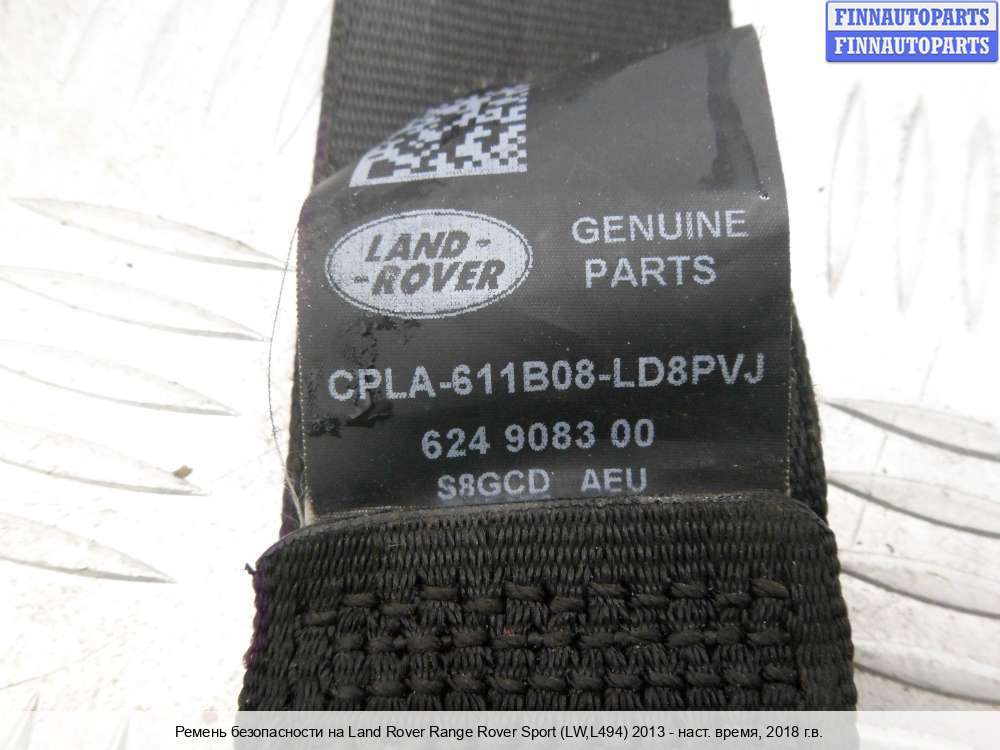 FINNAUTOPARTS
FINNAUTOPARTS
LAND-
-ROVER
GENUINE
PARTS
CPLA-611B08-LD8PVJ
624 9083 00
S8GCD AEU
Ремень безопасности на Land Rover Range Rover Sport (LW,L494) 2013 - наст. время, 2018 г.в.